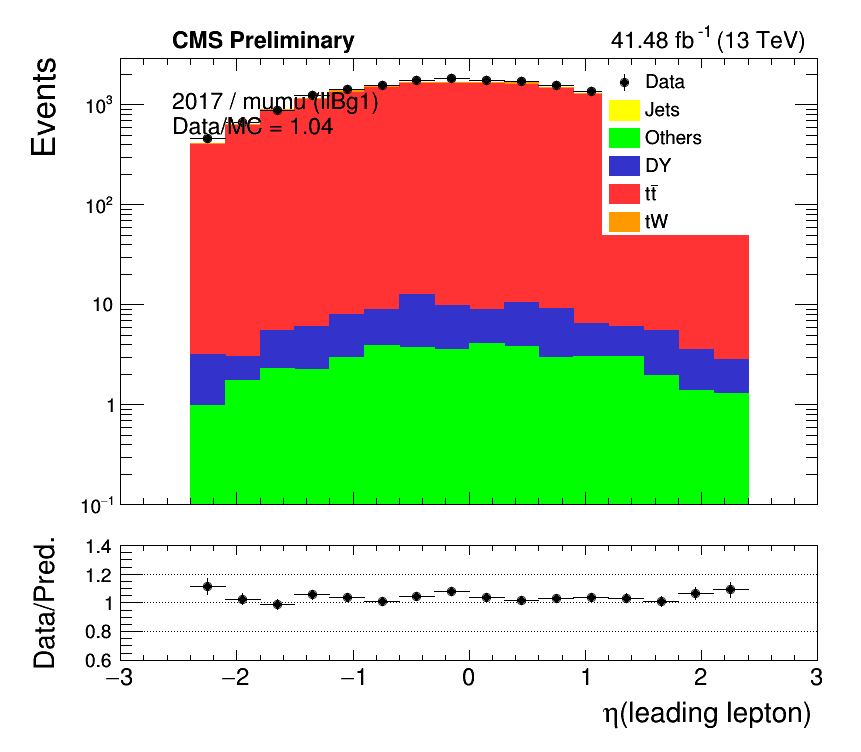 CMS Preliminary
41.48 fb⁻¹ (13 TeV)
Events
10³
10²
10
1
10⁻¹
2017 / mumu (llBg1)
Data/MC = 1.04
Data
Jets
Others
DY
tt̄
tW
Data/Pred.
1.4
1.2
1
0.8
0.6
−3 −2 −1 0 1 2 3
η(leading lepton)